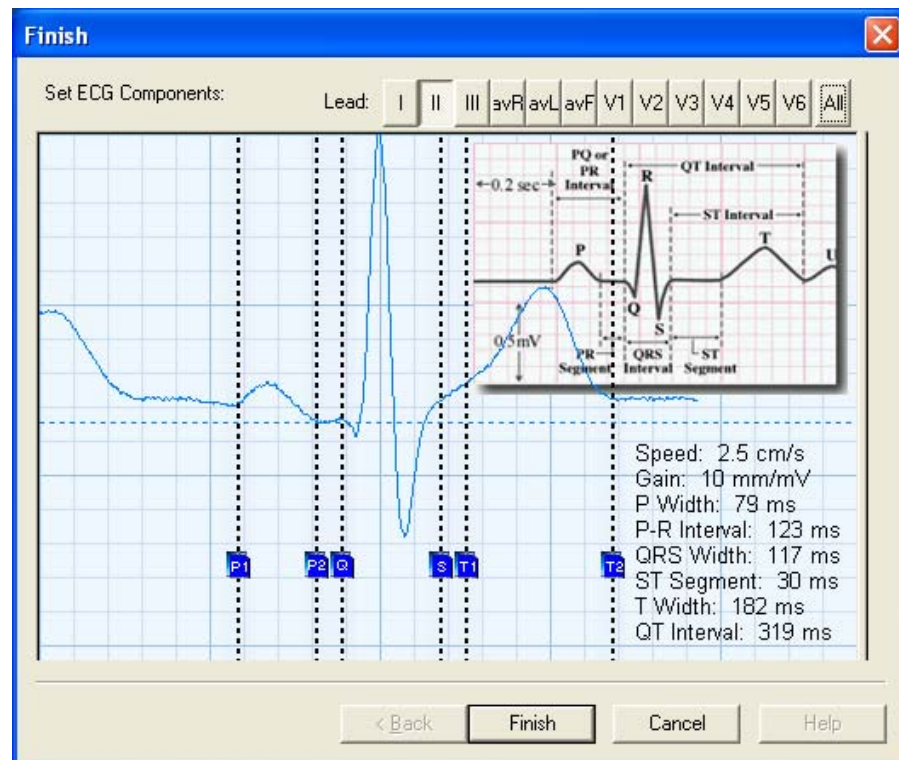 Finish
Set ECG Components:
Lead: I II III avR avL avF V1 V2 V3 V4 V5 V6 All
PQ or
PR
Interval
0.2 sec
QT Interval
R
ST Interval
P
T
U
Q
S
0,5mV
PR
Segment
QRS
Interval
ST
Segment
Speed: 2.5 cm/s
Gain: 10 mm/mV
P Width: 79 ms
P-R Interval: 123 ms
QRS Width: 117 ms
ST Segment: 30 ms
T Width: 182 ms
QT Interval: 319 ms
P1 P2 Q S T1 T2
< Back Finish Cancel Help